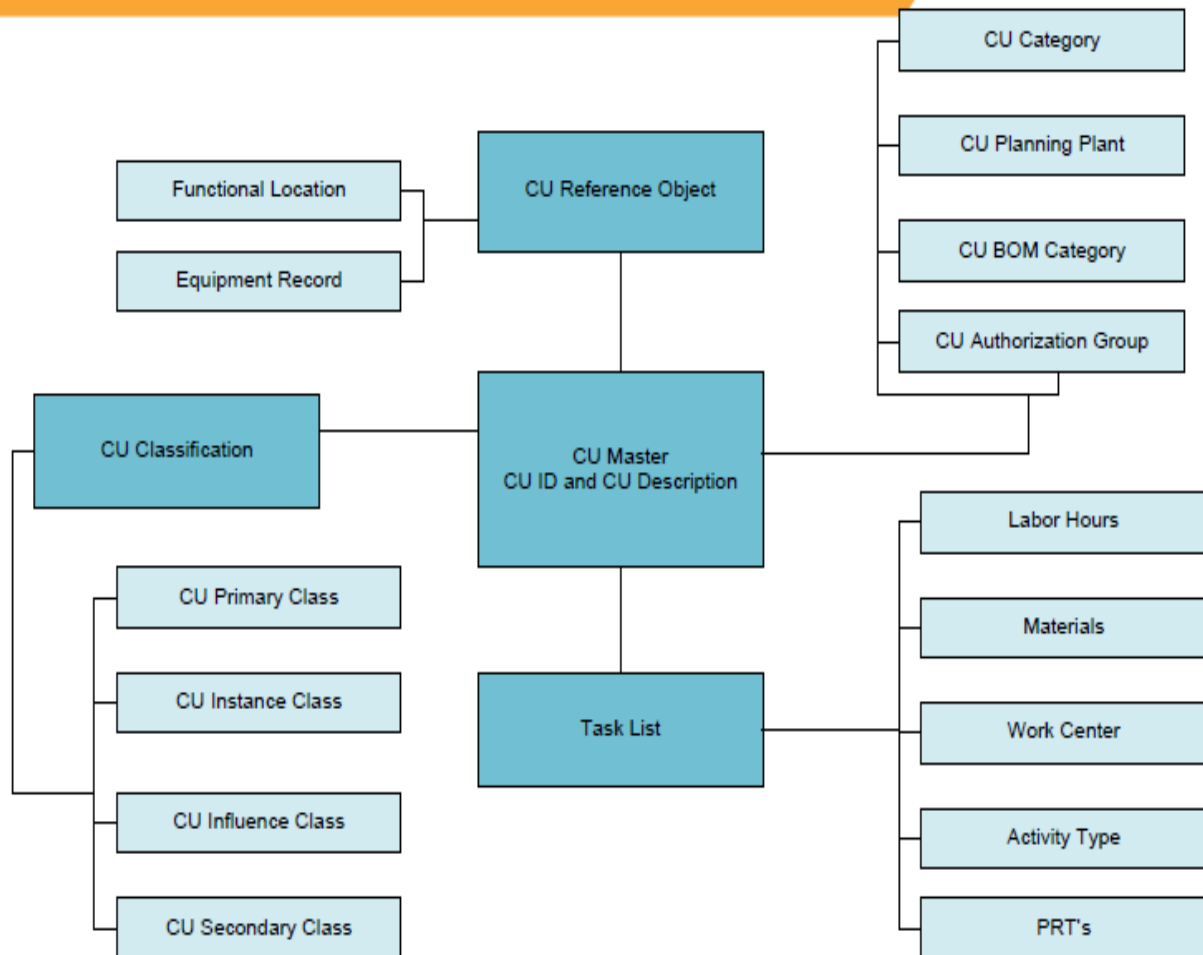 CU Category
CU Planning Plant
CU BOM Category
CU Authorization Group
CU Reference Object
Functional Location
Equipment Record
CU Classification
CU Master
CU ID and CU Description
CU Primary Class
CU Instance Class
CU Influence Class
CU Secondary Class
Task List
Labor Hours
Materials
Work Center
Activity Type
PRT's